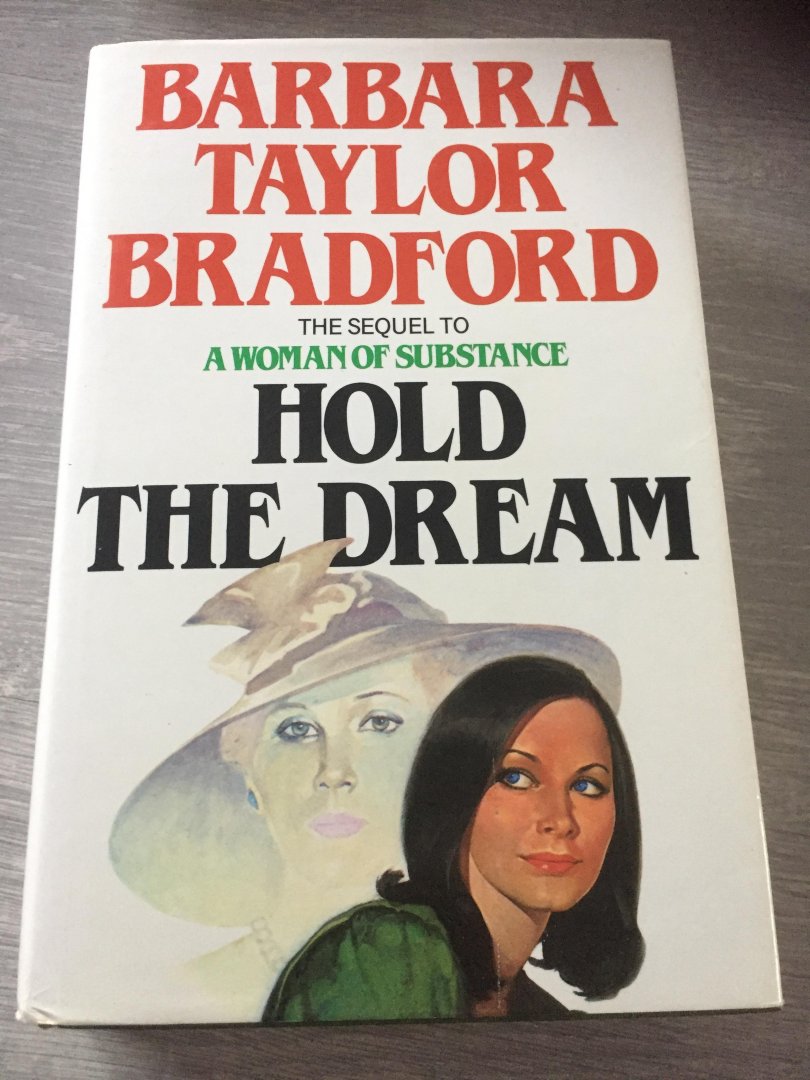 BARBARA
TAYLOR
BRADFORD
THE SEQUEL TO
A WOMAN OF SUBSTANCE
HOLD
THE DREAM